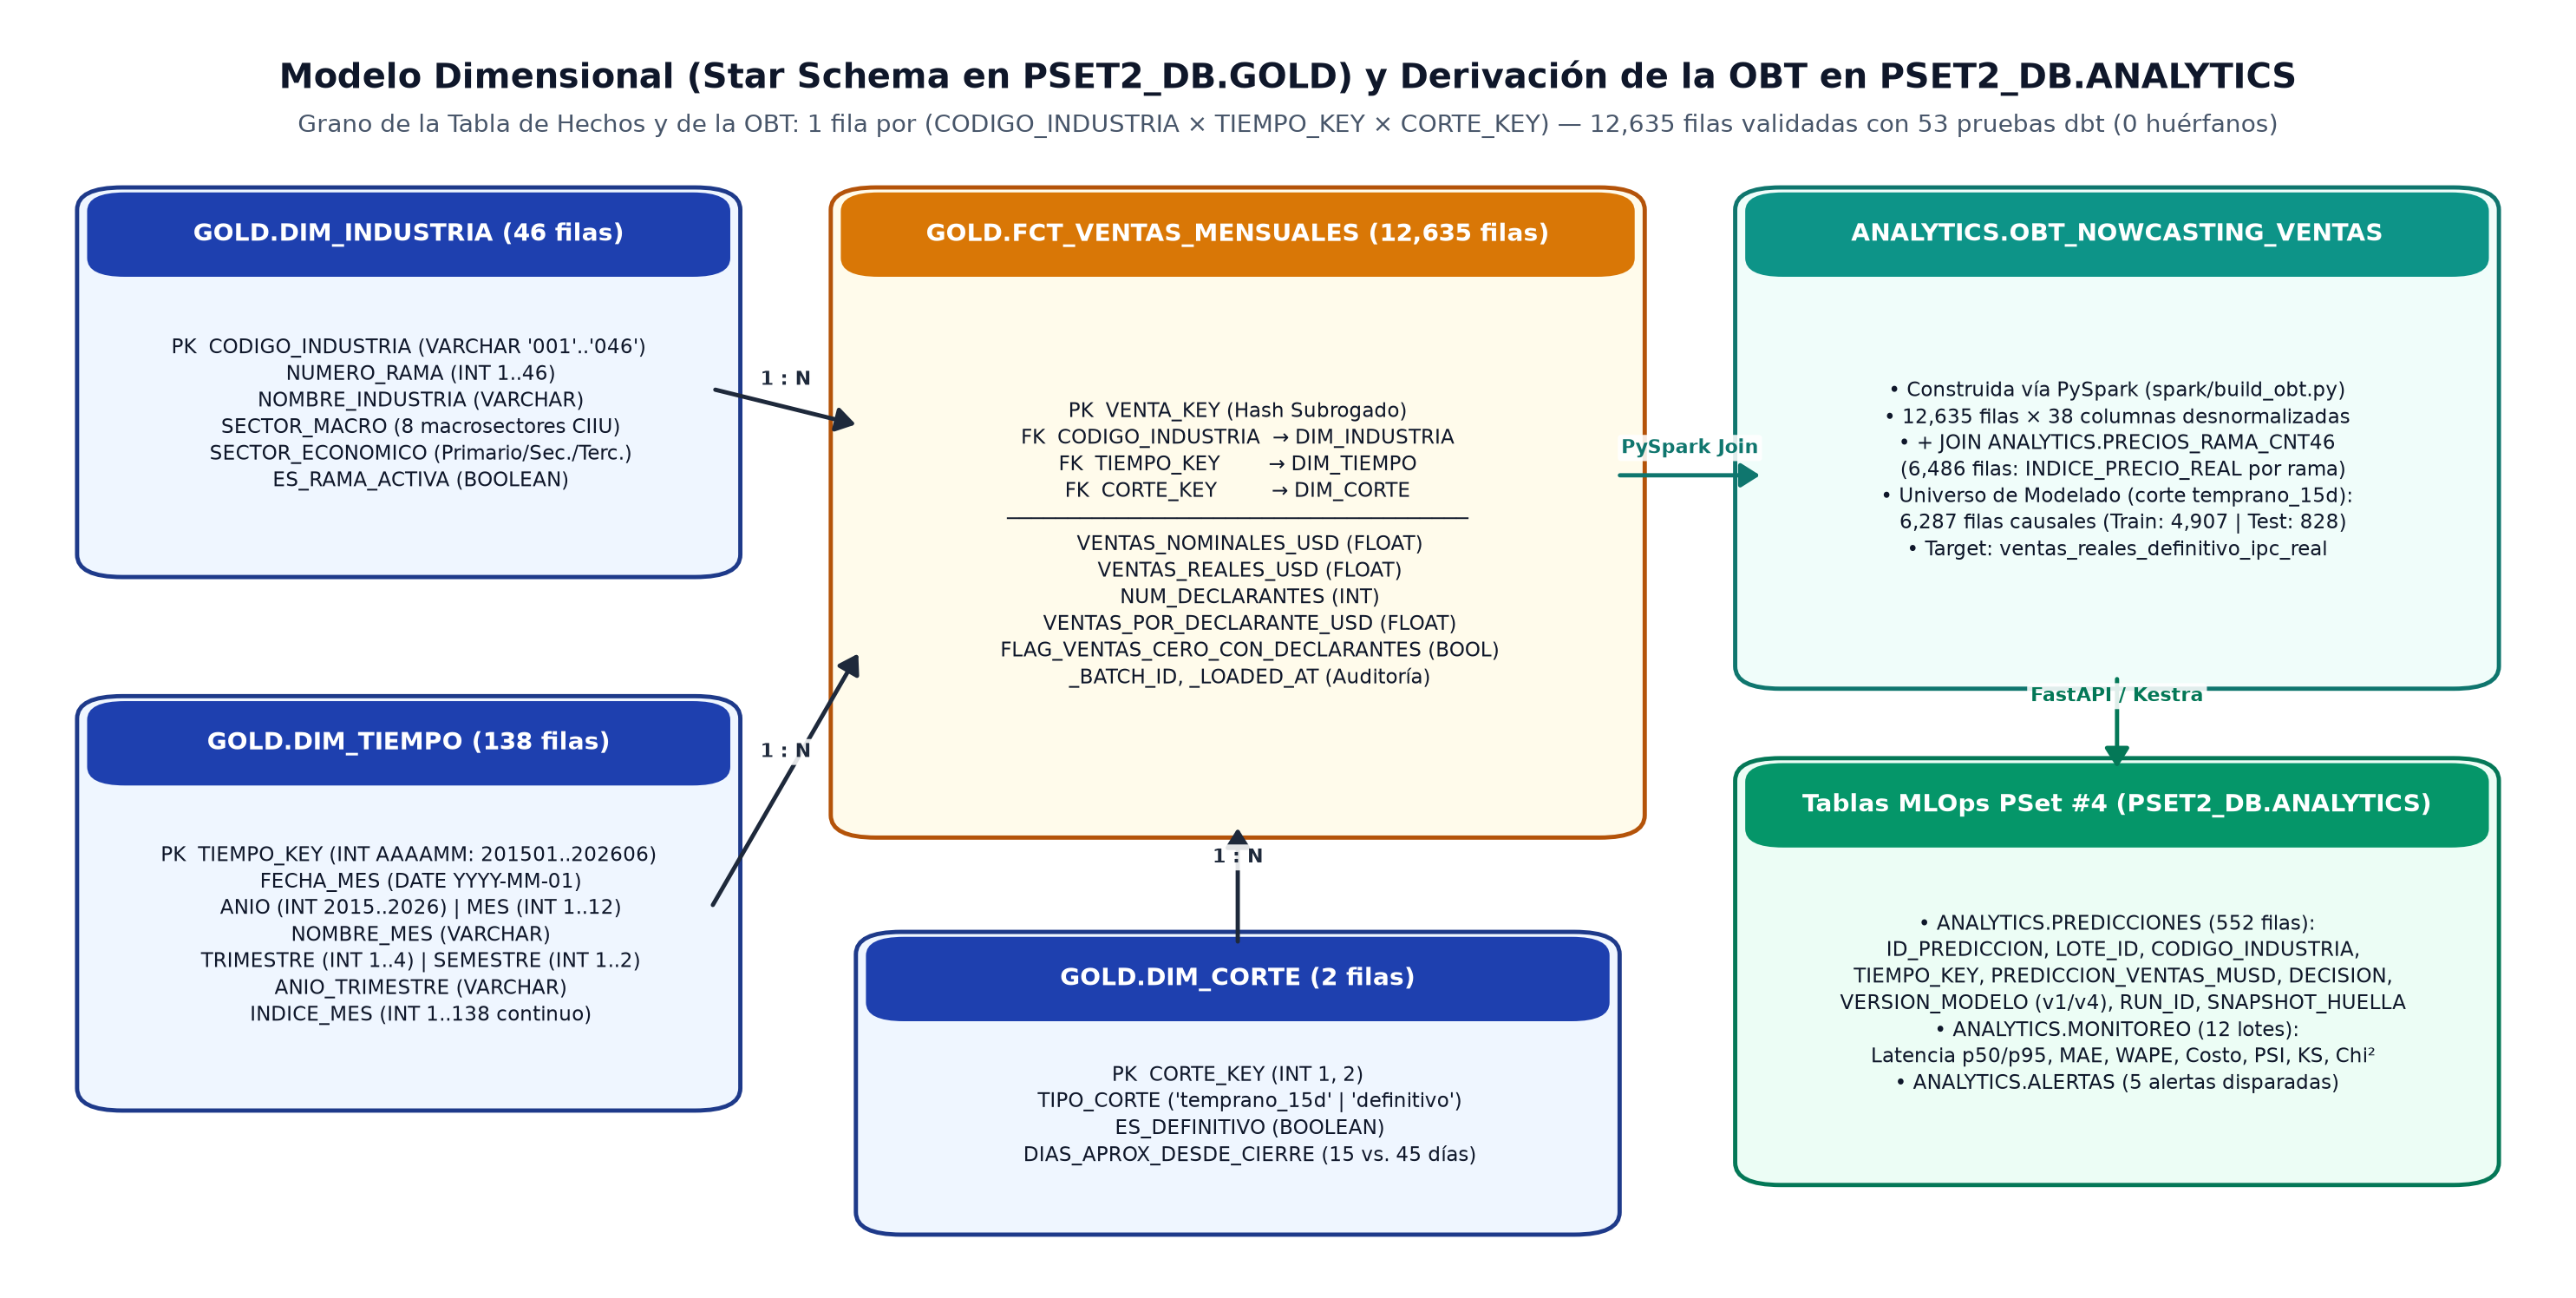 Modelo Dimensional (Star Schema en PSET2_DB.GOLD) y Derivación de la OBT en PSET2_DB.ANALYTICS
Grano de la Tabla de Hechos y de la OBT: 1 fila por (CODIGO_INDUSTRIA × TIEMPO_KEY × CORTE_KEY) — 12,635 filas validadas con 53 pruebas dbt (0 huérfanos)
GOLD.DIM_INDUSTRIA (46 filas)
PK CODIGO_INDUSTRIA (VARCHAR '001'..'046')
NUMERO_RAMA (INT 1..46)
NOMBRE_INDUSTRIA (VARCHAR)
SECTOR_MACRO (8 macrosectores CIIU)
SECTOR_ECONOMICO (Primario/Sec./Terc.)
ES_RAMA_ACTIVA (BOOLEAN)
1 : N
GOLD.DIM_TIEMPO (138 filas)
PK TIEMPO_KEY (INT AAAAMM: 201501..202606)
FECHA_MES (DATE YYYY-MM-01)
ANIO (INT 2015..2026) | MES (INT 1..12)
NOMBRE_MES (VARCHAR)
TRIMESTRE (INT 1..4) | SEMESTRE (INT 1..2)
ANIO_TRIMESTRE (VARCHAR)
INDICE_MES (INT 1..138 continuo)
1 : N
GOLD.FCT_VENTAS_MENSUALES (12,635 filas)
PK VENTA_KEY (Hash Subrogado)
FK CODIGO_INDUSTRIA → DIM_INDUSTRIA
FK TIEMPO_KEY → DIM_TIEMPO
FK CORTE_KEY → DIM_CORTE
VENTAS_NOMINALES_USD (FLOAT)
VENTAS_REALES_USD (FLOAT)
NUM_DECLARANTES (INT)
VENTAS_POR_DECLARANTE_USD (FLOAT)
FLAG_VENTAS_CERO_CON_DECLARANTES (BOOL)
_BATCH_ID, _LOADED_AT (Auditoría)
1 : N
GOLD.DIM_CORTE (2 filas)
PK CORTE_KEY (INT 1, 2)
TIPO_CORTE ('temprano_15d' | 'definitivo')
ES_DEFINITIVO (BOOLEAN)
DIAS_APROX_DESDE_CIERRE (15 vs. 45 días)
PySpark Join
ANALYTICS.OBT_NOWCASTING_VENTAS
• Construida vía PySpark (spark/build_obt.py)
• 12,635 filas × 38 columnas desnormalizadas
• + JOIN ANALYTICS.PRECIOS_RAMA_CNT46
(6,486 filas: INDICE_PRECIO_REAL por rama)
• Universo de Modelado (corte temprano_15d):
6,287 filas causales (Train: 4,907 | Test: 828)
• Target: ventas_reales_definitivo_ipc_real
FastAPI / Kestra
Tablas MLOps PSet #4 (PSET2_DB.ANALYTICS)
• ANALYTICS.PREDICCIONES (552 filas):
ID_PREDICCION, LOTE_ID, CODIGO_INDUSTRIA,
TIEMPO_KEY, PREDICCION_VENTAS_MUSD, DECISION,
VERSION_MODELO (v1/v4), RUN_ID, SNAPSHOT_HUELLA
• ANALYTICS.MONITOREO (12 lotes):
Latencia p50/p95, MAE, WAPE, Costo, PSI, KS, Chi²
• ANALYTICS.ALERTAS (5 alertas disparadas)